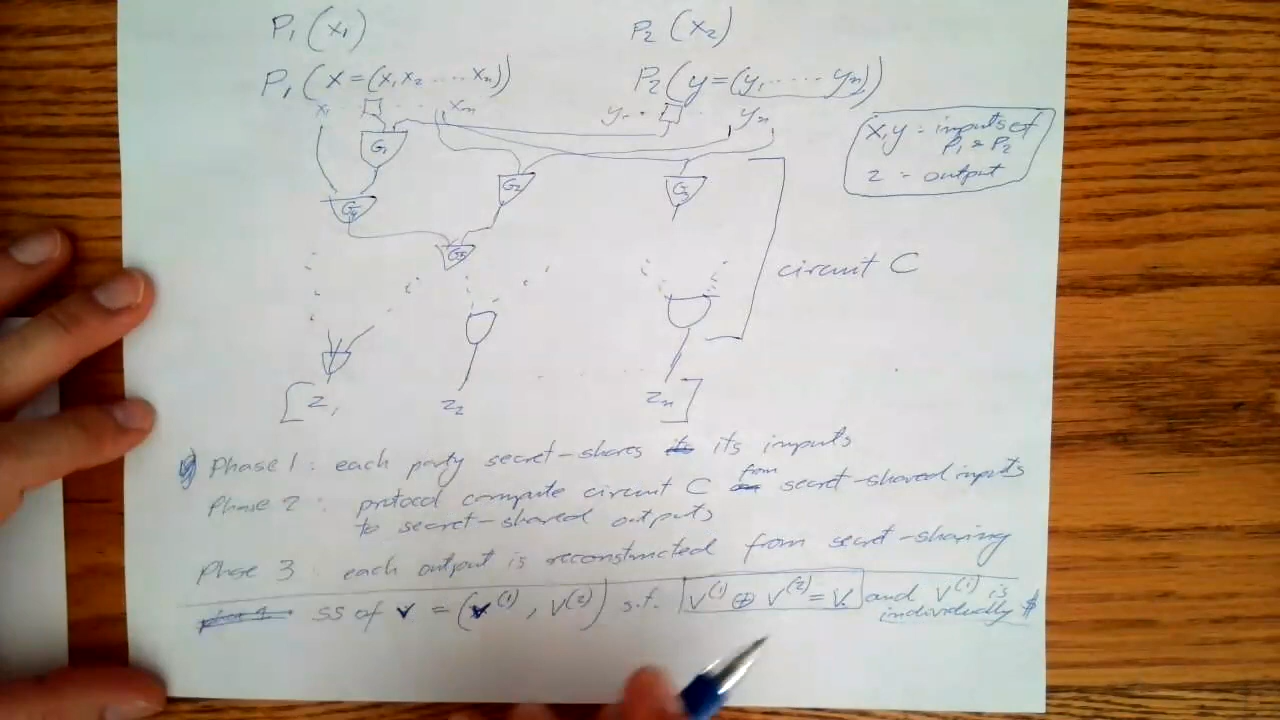 P₁ (x₁) P₂ (x₂)
P₁ (x = (x₁ x₂ .... xₙ)) P₂ (y = (y₁ ..... yₙ))
x₁ .. xₙ y₁ . yₙ
x,y - inputs of
P₁ & P₂
z - output
G₁
G₂ G₃
G₄
G₅
circuit C
[z₁ z₂ ... zₙ]
Phase 1: each party secret-shares its its inputs
from
Phase 2: protocol compute circuit C secret-shared inputs
to secret-shared outputs
Phase 3: each output is reconstructed from secret-sharing
SS of v = (v⁽¹⁾, v⁽²⁾) s.t. v⁽¹⁾ ⊕ v⁽²⁾ = v. and v⁽ⁱ⁾ is
individually $